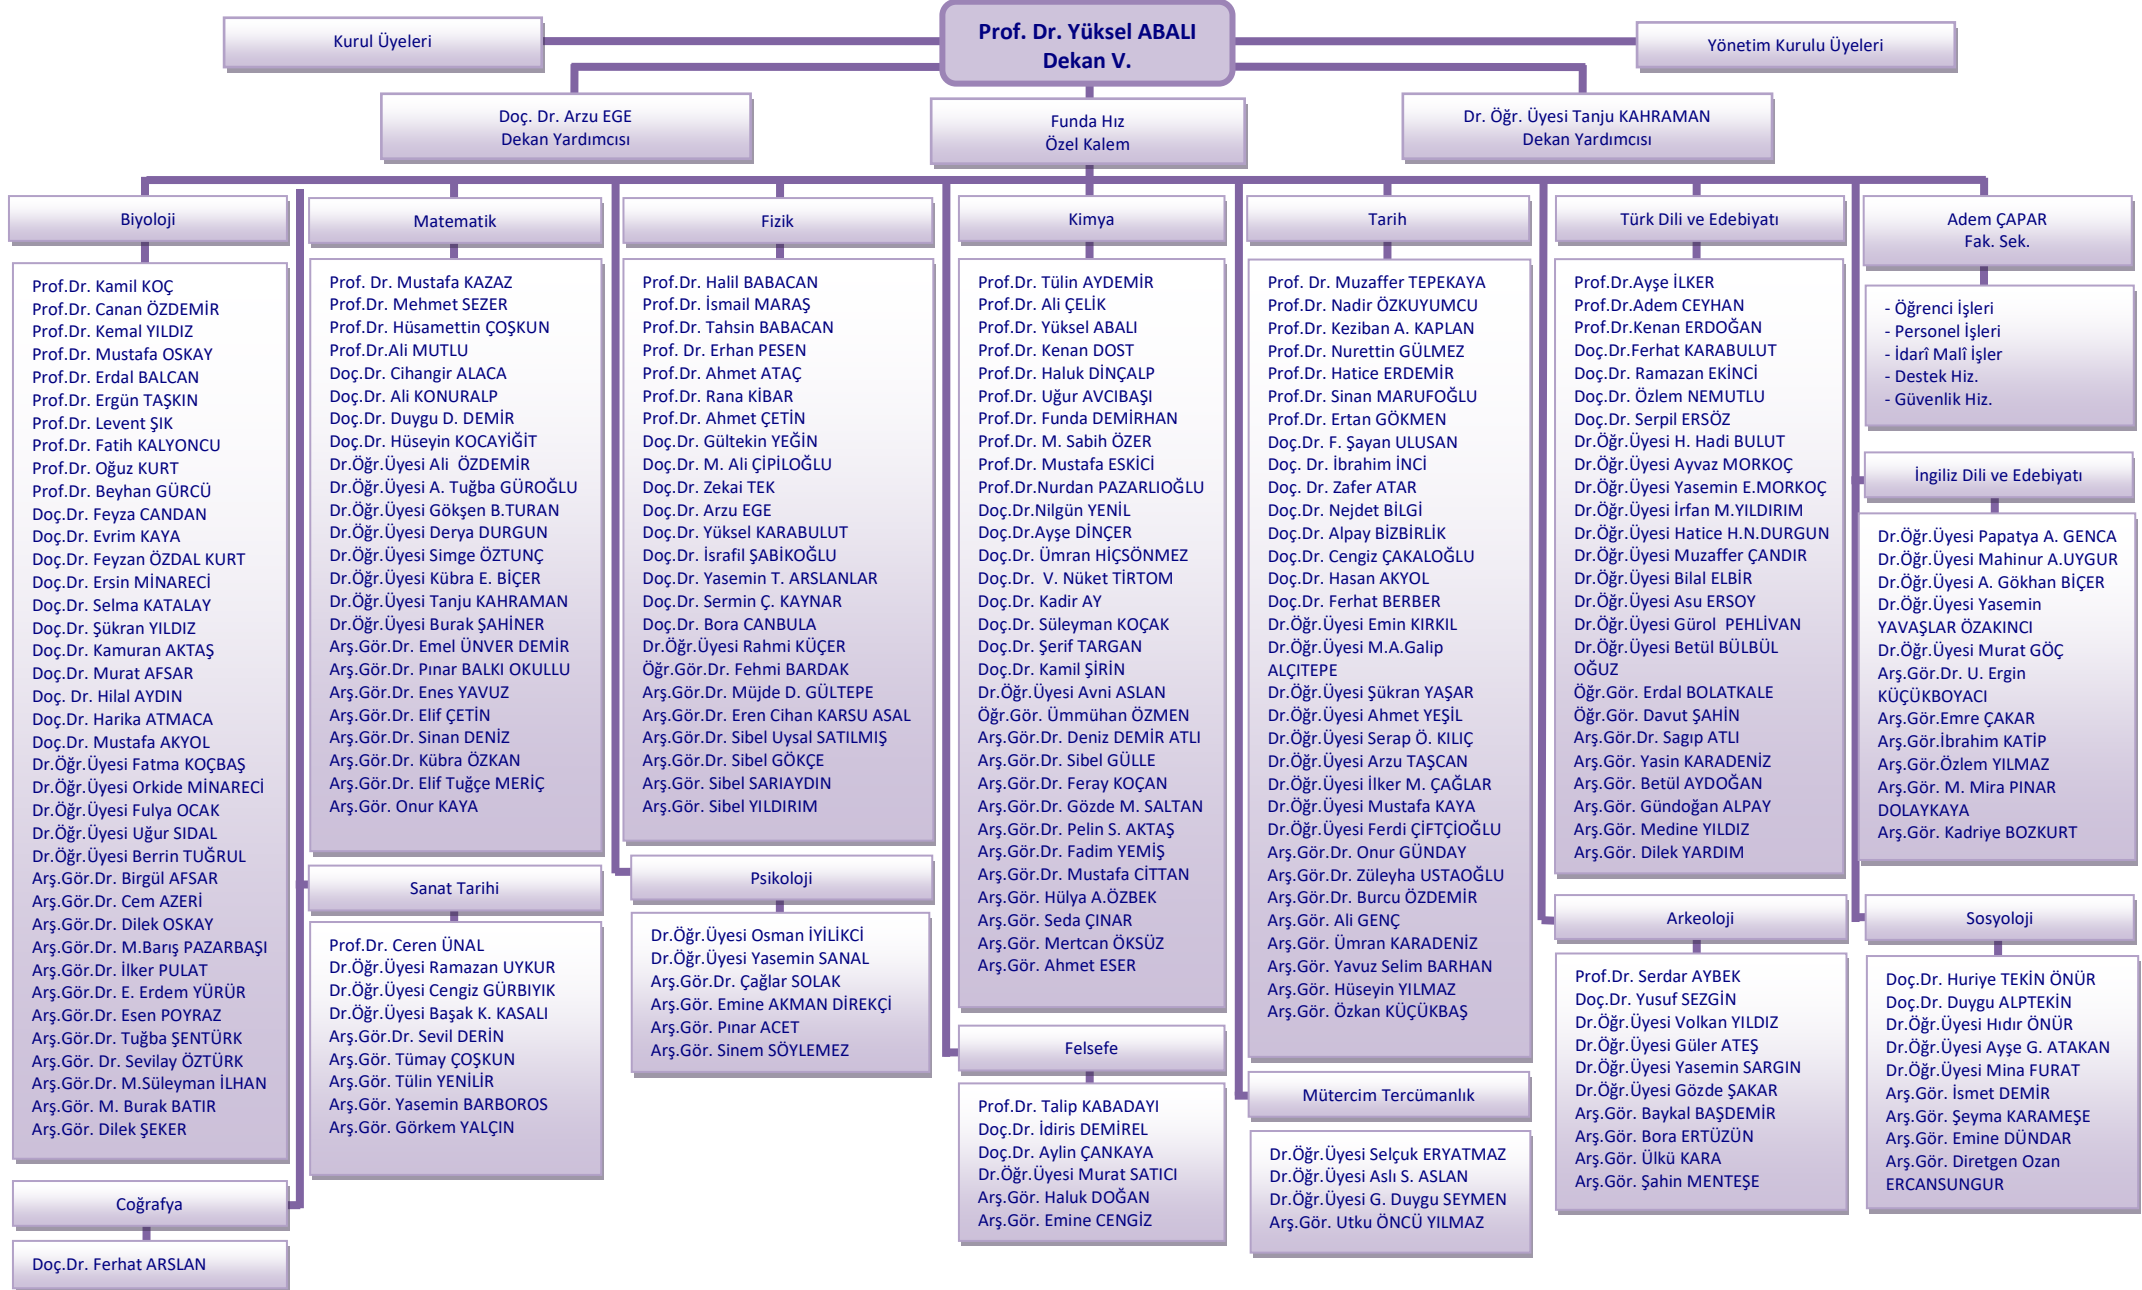 Prof. Dr. Yüksel ABALI
Dekan V.
Kurul Üyeleri
Yönetim Kurulu Üyeleri
Doç. Dr. Arzu EGE
Dekan Yardımcısı
Funda Hız
Özel Kalem
Dr. Öğr. Üyesi Tanju KAHRAMAN
Dekan Yardımcısı
Biyoloji
Prof.Dr. Kamil KOÇ
Prof.Dr. Canan ÖZDEMİR
Prof.Dr. Kemal YILDIZ
Prof.Dr. Mustafa OSKAY
Prof.Dr. Erdal BALCAN
Prof.Dr. Ergün TAŞKIN
Prof.Dr. Levent ŞIK
Prof.Dr. Fatih KALYONCU
Prof.Dr. Oğuz KURT
Prof.Dr. Beyhan GÜRCÜ
Doç.Dr. Feyza CANDAN
Doç.Dr. Evrim KAYA
Doç.Dr. Feyzan ÖZDAL KURT
Doç.Dr. Ersin MİNARECİ
Doç.Dr. Selma KATALAY
Doç.Dr. Şükran YILDIZ
Doç.Dr. Kamuran AKTAŞ
Doç.Dr. Murat AFSAR
Doç. Dr. Hilal AYDIN
Doç.Dr. Harika ATMACA
Doç.Dr. Mustafa AKYOL
Dr.Öğr.Üyesi Fatma KOÇBAŞ
Dr.Öğr.Üyesi Orkide MİNARECİ
Dr.Öğr.Üyesi Fulya OCAK
Dr.Öğr.Üyesi Uğur SIDAL
Dr.Öğr.Üyesi Berrin TUĞRUL
Arş.Gör.Dr. Birgül AFSAR
Arş.Gör.Dr. Cem AZERİ
Arş.Gör.Dr. Dilek OSKAY
Arş.Gör.Dr. M.Barış PAZARBAŞI
Arş.Gör.Dr. İlker PULAT
Arş.Gör.Dr. E. Erdem YÜRÜR
Arş.Gör.Dr. Esen POYRAZ
Arş.Gör.Dr. Tuğba ŞENTÜRK
Arş.Gör. Dr. Sevilay ÖZTÜRK
Arş.Gör.Dr. M.Süleyman İLHAN
Arş.Gör. M. Burak BATIR
Arş.Gör. Dilek ŞEKER
Coğrafya
Doç.Dr. Ferhat ARSLAN
Matematik
Prof. Dr. Mustafa KAZAZ
Prof.Dr. Mehmet SEZER
Prof.Dr. Hüsamettin ÇOŞKUN
Prof.Dr.Ali MUTLU
Doç.Dr. Cihangir ALACA
Doç.Dr. Ali KONURALP
Doç.Dr. Duygu D. DEMİR
Doç.Dr. Hüseyin KOCAYİĞİT
Dr.Öğr.Üyesi Ali ÖZDEMİR
Dr.Öğr.Üyesi A. Tuğba GÜROĞLU
Dr.Öğr.Üyesi Gökşen B.TURAN
Dr.Öğr.Üyesi Derya DURGUN
Dr.Öğr.Üyesi Simge ÖZTUNÇ
Dr.Öğr.Üyesi Kübra E. BİÇER
Dr.Öğr.Üyesi Tanju KAHRAMAN
Dr.Öğr.Üyesi Burak ŞAHİNER
Arş.Gör.Dr. Emel ÜNVER DEMİR
Arş.Gör.Dr. Pınar BALKI OKULLU
Arş.Gör.Dr. Enes YAVUZ
Arş.Gör.Dr. Elif ÇETİN
Arş.Gör.Dr. Sinan DENİZ
Arş.Gör.Dr. Kübra ÖZKAN
Arş.Gör.Dr. Elif Tuğçe MERİÇ
Arş.Gör. Onur KAYA
Sanat Tarihi
Prof.Dr. Ceren ÜNAL
Dr.Öğr.Üyesi Ramazan UYKUR
Dr.Öğr.Üyesi Cengiz GÜRBIYIK
Dr.Öğr.Üyesi Başak K. KASALI
Arş.Gör.Dr. Sevil DERİN
Arş.Gör. Tümay ÇOŞKUN
Arş.Gör. Tülin YENİLİR
Arş.Gör. Yasemin BARBOROS
Arş.Gör. Görkem YALÇIN
Fizik
Prof.Dr. Halil BABACAN
Prof.Dr. İsmail MARAŞ
Prof.Dr. Tahsin BABACAN
Prof. Dr. Erhan PESEN
Prof.Dr. Ahmet ATAÇ
Prof.Dr. Rana KİBAR
Prof.Dr. Ahmet ÇETİN
Doç.Dr. Gültekin YEĞİN
Doç.Dr. M. Ali ÇİPİLOĞLU
Doç.Dr. Zekai TEK
Doç.Dr. Arzu EGE
Doç.Dr. Yüksel KARABULUT
Doç.Dr. İsrafil ŞABİKOĞLU
Doç.Dr. Yasemin T. ARSLANLAR
Doç.Dr. Sermin Ç. KAYNAR
Doç.Dr. Bora CANBULA
Dr.Öğr.Üyesi Rahmi KÜÇER
Öğr.Gör.Dr. Fehmi BARDAK
Arş.Gör.Dr. Müjde D. GÜLTEPE
Arş.Gör.Dr. Eren Cihan KARSU ASAL
Arş.Gör.Dr. Sibel Uysal SATILMIŞ
Arş.Gör.Dr. Sibel GÖKÇE
Arş.Gör. Sibel SARIAYDIN
Arş.Gör. Sibel YILDIRIM
Psikoloji
Dr.Öğr.Üyesi Osman İYİLİKCİ
Dr.Öğr.Üyesi Yasemin SANAL
Arş.Gör.Dr. Çağlar SOLAK
Arş.Gör. Emine AKMAN DİREKÇİ
Arş.Gör. Pınar ACET
Arş.Gör. Sinem SÖYLEMEZ
Kimya
Prof.Dr. Tülin AYDEMİR
Prof.Dr. Ali ÇELİK
Prof.Dr. Yüksel ABALI
Prof.Dr. Kenan DOST
Prof.Dr. Haluk DİNÇALP
Prof.Dr. Uğur AVCIBAŞI
Prof.Dr. Funda DEMİRHAN
Prof.Dr. M. Sabih ÖZER
Prof.Dr. Mustafa ESKİCİ
Prof.Dr.Nurdan PAZARLIOĞLU
Doç.Dr.Nilgün YENİL
Doç.Dr.Ayşe DİNÇER
Doç.Dr. Ümran HİÇSÖNMEZ
Doç.Dr. V. Nüket TİRTOM
Doç.Dr. Kadir AY
Doç.Dr. Süleyman KOÇAK
Doç.Dr. Şerif TARGAN
Doç.Dr. Kamil ŞİRİN
Dr.Öğr.Üyesi Avni ASLAN
Öğr.Gör. Ümmühan ÖZMEN
Arş.Gör.Dr. Deniz DEMİR ATLI
Arş.Gör.Dr. Sibel GÜLLE
Arş.Gör.Dr. Feray KOÇAN
Arş.Gör.Dr. Gözde M. SALTAN
Arş.Gör.Dr. Pelin S. AKTAŞ
Arş.Gör.Dr. Fadim YEMİŞ
Arş.Gör.Dr. Mustafa CİTTAN
Arş.Gör. Hülya A.ÖZBEK
Arş.Gör. Seda ÇINAR
Arş.Gör. Mertcan ÖKSÜZ
Arş.Gör. Ahmet ESER
Felsefe
Prof.Dr. Talip KABADAYI
Doç.Dr. İdiris DEMİREL
Doç.Dr. Aylin ÇANKAYA
Dr.Öğr.Üyesi Murat SATICI
Arş.Gör. Haluk DOĞAN
Arş.Gör. Emine CENGİZ
Tarih
Prof. Dr. Muzaffer TEPEKAYA
Prof.Dr. Nadir ÖZKUYUMCU
Prof.Dr. Keziban A. KAPLAN
Prof.Dr. Nurettin GÜLMEZ
Prof.Dr. Hatice ERDEMİR
Prof.Dr. Sinan MARUFOĞLU
Prof.Dr. Ertan GÖKMEN
Doç.Dr. F. Şayan ULUSAN
Doç. Dr. İbrahim İNCİ
Doç. Dr. Zafer ATAR
Doç.Dr. Nejdet BİLGİ
Doç.Dr. Alpay BİZBİRLİK
Doç.Dr. Cengiz ÇAKALOĞLU
Doç.Dr. Hasan AKYOL
Doç.Dr. Ferhat BERBER
Dr.Öğr.Üyesi Emin KIRKIL
Dr.Öğr.Üyesi M.A.Galip
ALÇITEPE
Dr.Öğr.Üyesi Şükran YAŞAR
Dr.Öğr.Üyesi Ahmet YEŞİL
Dr.Öğr.Üyesi Serap Ö. KILIÇ
Dr.Öğr.Üyesi Arzu TAŞCAN
Dr.Öğr.Üyesi İlker M. ÇAĞLAR
Dr.Öğr.Üyesi Mustafa KAYA
Dr.Öğr.Üyesi Ferdi ÇİFTÇİOĞLU
Arş.Gör.Dr. Onur GÜNDAY
Arş.Gör.Dr. Züleyha USTAOĞLU
Arş.Gör.Dr. Burcu ÖZDEMİR
Arş.Gör. Ali GENÇ
Arş.Gör. Ümran KARADENİZ
Arş.Gör. Yavuz Selim BARHAN
Arş.Gör. Hüseyin YILMAZ
Arş.Gör. Özkan KÜÇÜKBAŞ
Mütercim Tercümanlık
Dr.Öğr.Üyesi Selçuk ERYATMAZ
Dr.Öğr.Üyesi Aslı S. ASLAN
Dr.Öğr.Üyesi G. Duygu SEYMEN
Arş.Gör. Utku ÖNCÜ YILMAZ
Türk Dili ve Edebiyatı
Prof.Dr.Ayşe İLKER
Prof.Dr.Adem CEYHAN
Prof.Dr.Kenan ERDOĞAN
Doç.Dr.Ferhat KARABULUT
Doç.Dr. Ramazan EKİNCİ
Doç.Dr. Özlem NEMUTLU
Doç.Dr. Serpil ERSÖZ
Dr.Öğr.Üyesi H. Hadi BULUT
Dr.Öğr.Üyesi Ayvaz MORKOÇ
Dr.Öğr.Üyesi Yasemin E.MORKOÇ
Dr.Öğr.Üyesi İrfan M.YILDIRIM
Dr.Öğr.Üyesi Hatice H.N.DURGUN
Dr.Öğr.Üyesi Muzaffer ÇANDIR
Dr.Öğr.Üyesi Bilal ELBİR
Dr.Öğr.Üyesi Asu ERSOY
Dr.Öğr.Üyesi Gürol PEHLİVAN
Dr.Öğr.Üyesi Betül BÜLBÜL
OĞUZ
Öğr.Gör. Erdal BOLATKALE
Öğr.Gör. Davut ŞAHİN
Arş.Gör.Dr. Sagıp ATLI
Arş.Gör. Yasin KARADENİZ
Arş.Gör. Betül AYDOĞAN
Arş.Gör. Gündoğan ALPAY
Arş.Gör. Medine YILDIZ
Arş.Gör. Dilek YARDIM
Arkeoloji
Prof.Dr. Serdar AYBEK
Doç.Dr. Yusuf SEZGİN
Dr.Öğr.Üyesi Volkan YILDIZ
Dr.Öğr.Üyesi Güler ATEŞ
Dr.Öğr.Üyesi Yasemin SARGIN
Dr.Öğr.Üyesi Gözde ŞAKAR
Arş.Gör. Baykal BAŞDEMİR
Arş.Gör. Bora ERTÜZÜN
Arş.Gör. Ülkü KARA
Arş.Gör. Şahin MENTEŞE
Adem ÇAPAR
Fak. Sek.
- Öğrenci İşleri
- Personel İşleri
- İdarî Malî İşler
- Destek Hiz.
- Güvenlik Hiz.
İngiliz Dili ve Edebiyatı
Dr.Öğr.Üyesi Papatya A. GENCA
Dr.Öğr.Üyesi Mahinur A.UYGUR
Dr.Öğr.Üyesi A. Gökhan BİÇER
Dr.Öğr.Üyesi Yasemin
YAVAŞLAR ÖZAKINCI
Dr.Öğr.Üyesi Murat GÖÇ
Arş.Gör.Dr. U. Ergin
KÜÇÜKBOYACI
Arş.Gör.Emre ÇAKAR
Arş.Gör.İbrahim KATİP
Arş.Gör.Özlem YILMAZ
Arş.Gör. M. Mira PINAR
DOLAYKAYA
Arş.Gör. Kadriye BOZKURT
Sosyoloji
Doç.Dr. Huriye TEKİN ÖNÜR
Doç.Dr. Duygu ALPTEKİN
Dr.Öğr.Üyesi Hıdır ÖNÜR
Dr.Öğr.Üyesi Ayşe G. ATAKAN
Dr.Öğr.Üyesi Mina FURAT
Arş.Gör. İsmet DEMİR
Arş.Gör. Şeyma KARAMEŞE
Arş.Gör. Emine DÜNDAR
Arş.Gör. Diretgen Ozan
ERCANSUNGUR